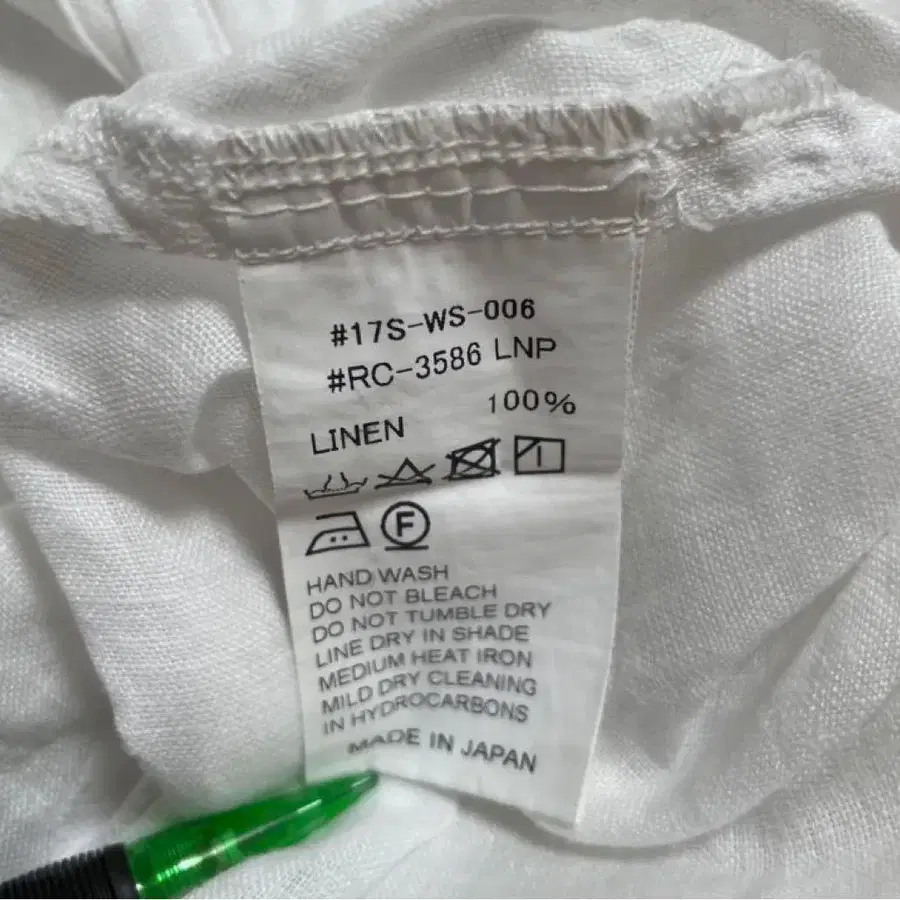 #17S-WS-006
#RC-3586 LNP
LINEN 100%
F
HAND WASH
DO NOT BLEACH
DO NOT TUMBLE DRY
LINE DRY IN SHADE
MEDIUM HEAT IRON
MILD DRY CLEANING
IN HYDROCARBONS
MADE IN JAPAN